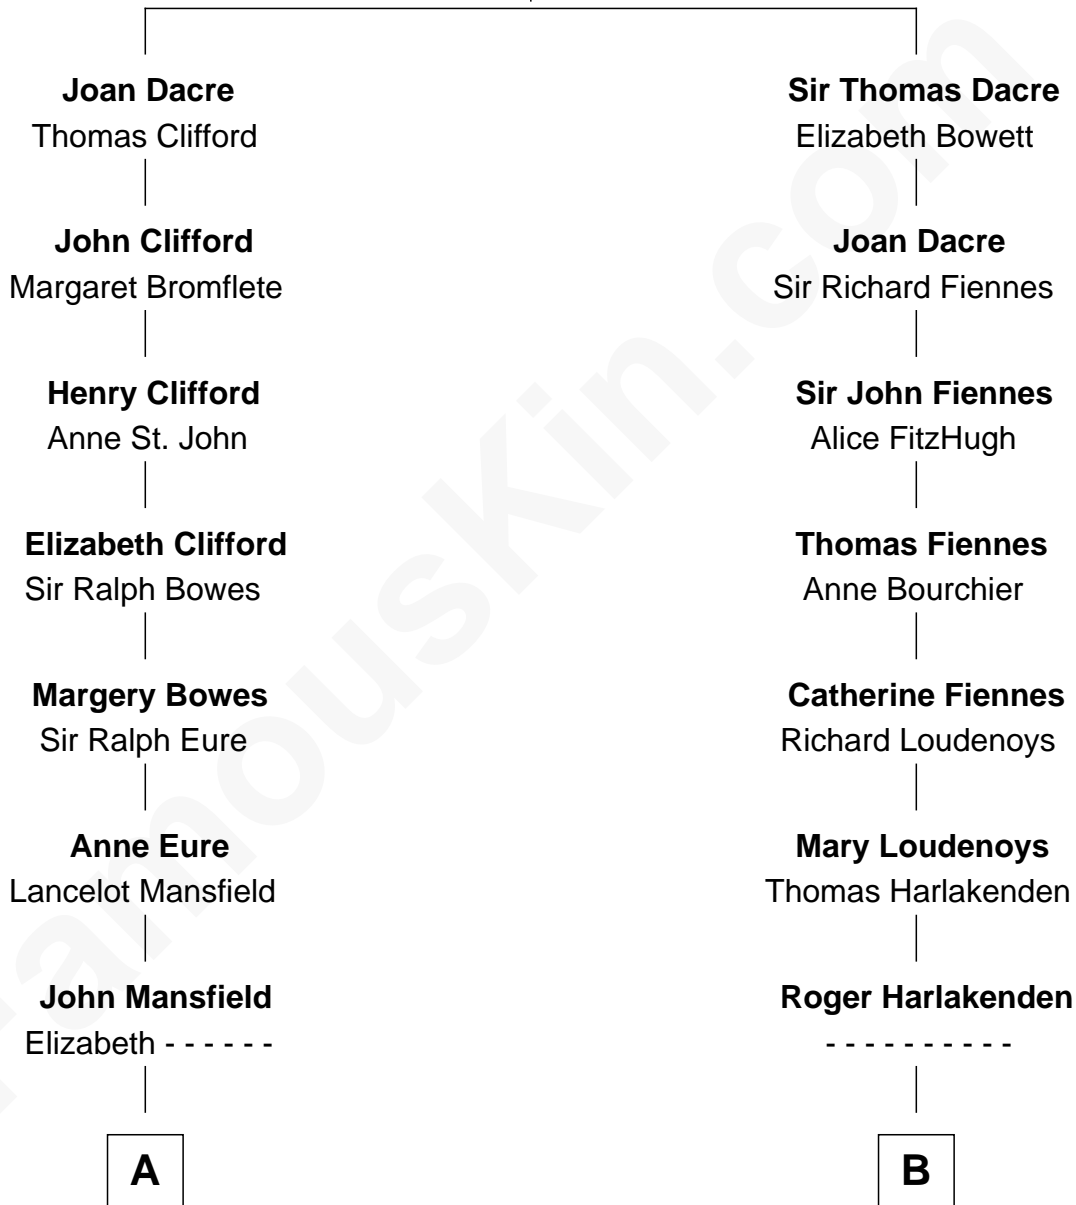 Joan Dacre
Thomas Clifford
John Clifford
Margaret Bromflete
Henry Clifford
Anne St. John
Elizabeth Clifford
Sir Ralph Bowes
Margery Bowes
Sir Ralph Eure
Anne Eure
Lancelot Mansfield
John Mansfield
Elizabeth - - - - - -
A
Sir Thomas Dacre
Elizabeth Bowett
Joan Dacre
Sir Richard Fiennes
Sir John Fiennes
Alice FitzHugh
Thomas Fiennes
Anne Bourchier
Catherine Fiennes
Richard Loudenoys
Mary Loudenoys
Thomas Harlakenden
Roger Harlakenden
- - - - - - - - - -
B
FamousKin.com